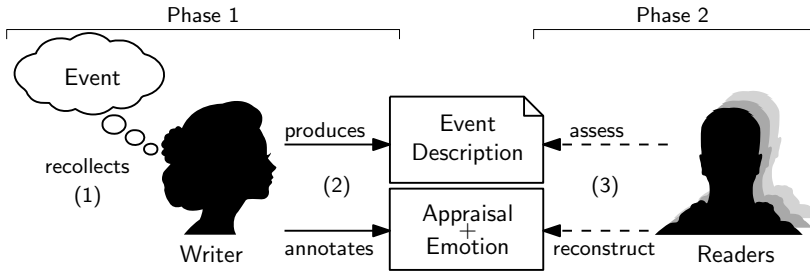 Phase 1
Phase 2
Event
recollects
(1)
Writer
produces
(2)
annotates
Event
Description
Appraisal
+
Emotion
assess
(3)
reconstruct
Readers